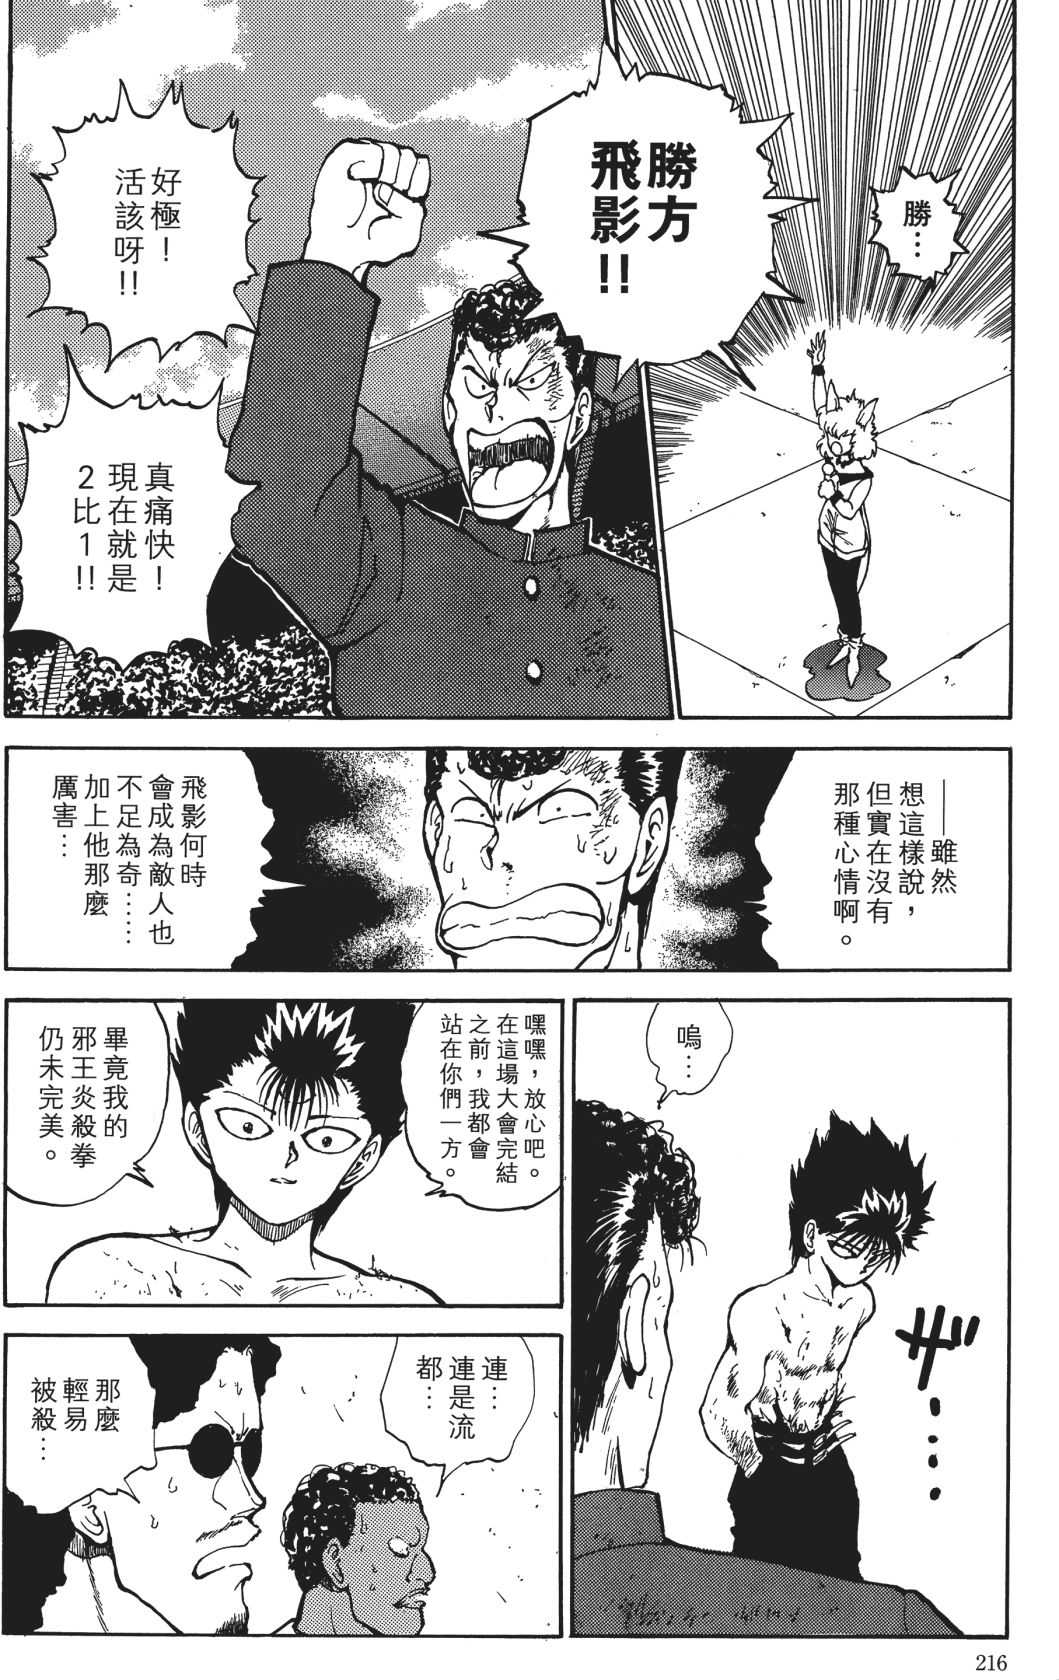 勝…
勝方
飛影!!
好極!
活該呀!!
真痛快!
現在就是
2比1!!
——雖然
想這樣說,
但實在沒有
那種心情啊。
飛影何時
會成為敵人也
不足為奇……
加上他那麼
厲害…
嗚…
ザ…
嘿嘿,放心吧。
在這場大會完結
之前,我都會
站在你們一方。
畢竟我的
邪王炎殺拳
仍未完美。
連…
連是流
都…
那麼
輕易
被殺…
216